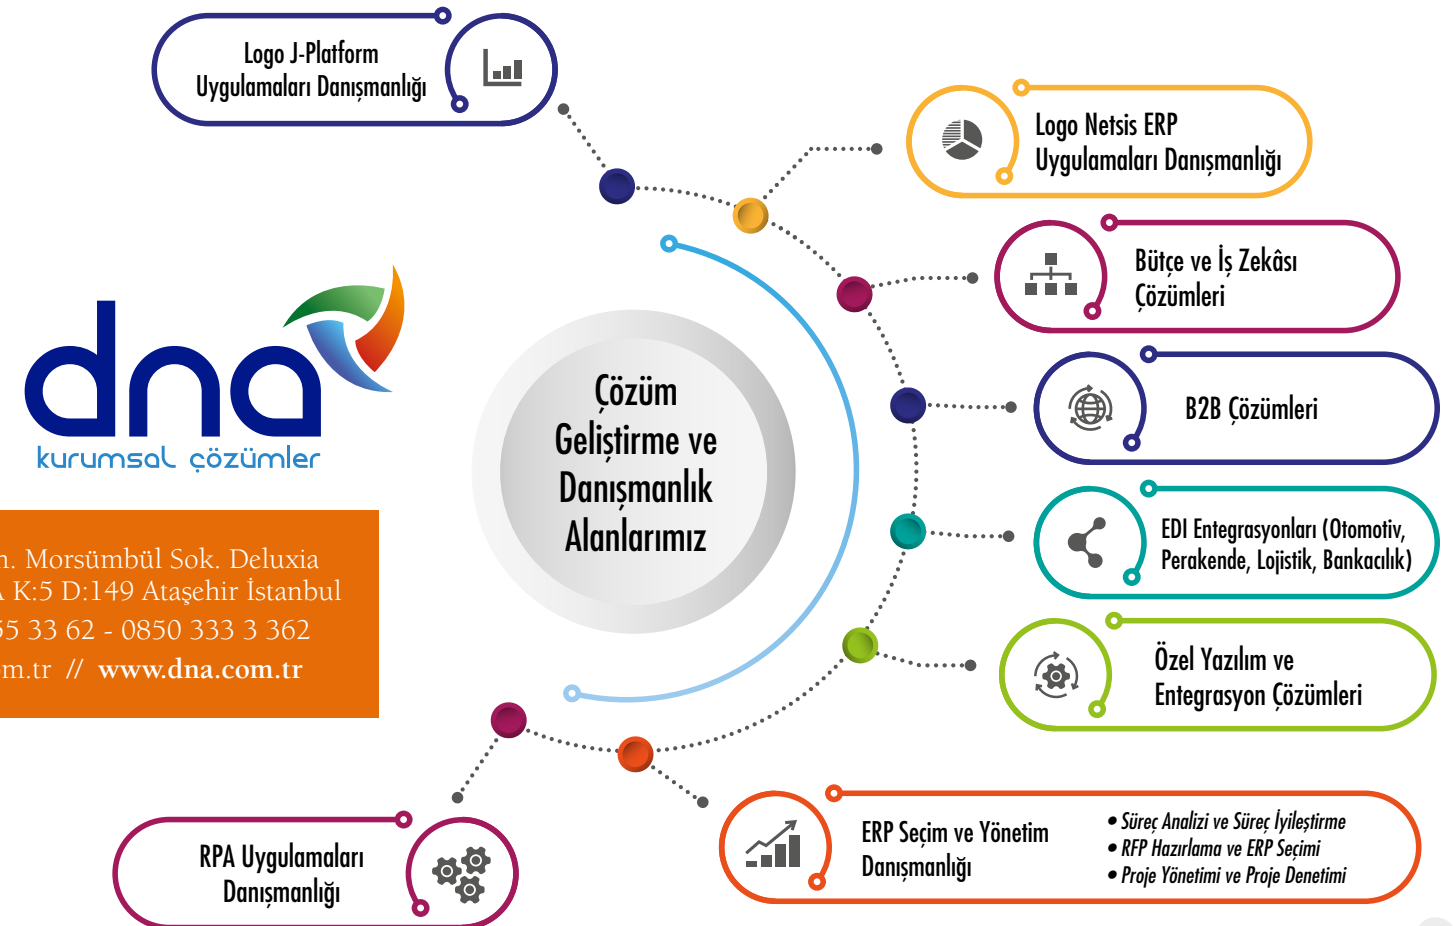 Logo J-Platform
Uygulamaları Danışmanlığı
Logo Netsis ERP
Uygulamaları Danışmanlığı
Bütçe ve İş Zekâsı
Çözümleri
B2B Çözümleri
EDI Entegrasyonları (Otomotiv,
Perakende, Lojistik, Bankacılık)
Özel Yazılım ve
Entegrasyon Çözümleri
ERP Seçim ve Yönetim
Danışmanlığı
• Süreç Analizi ve Süreç İyileştirme
• RFP Hazırlama ve ERP Seçimi
• Proje Yönetimi ve Proje Denetimi
RPA Uygulamaları
Danışmanlığı
Çözüm
Geliştirme ve
Danışmanlık
Alanlarımız
dna
kurumsal çözümler
Morsümbül Sok. Deluxia
K:5 D:149 Ataşehir İstanbul
55 33 62 - 0850 333 3 362
om.tr // www.dna.com.tr